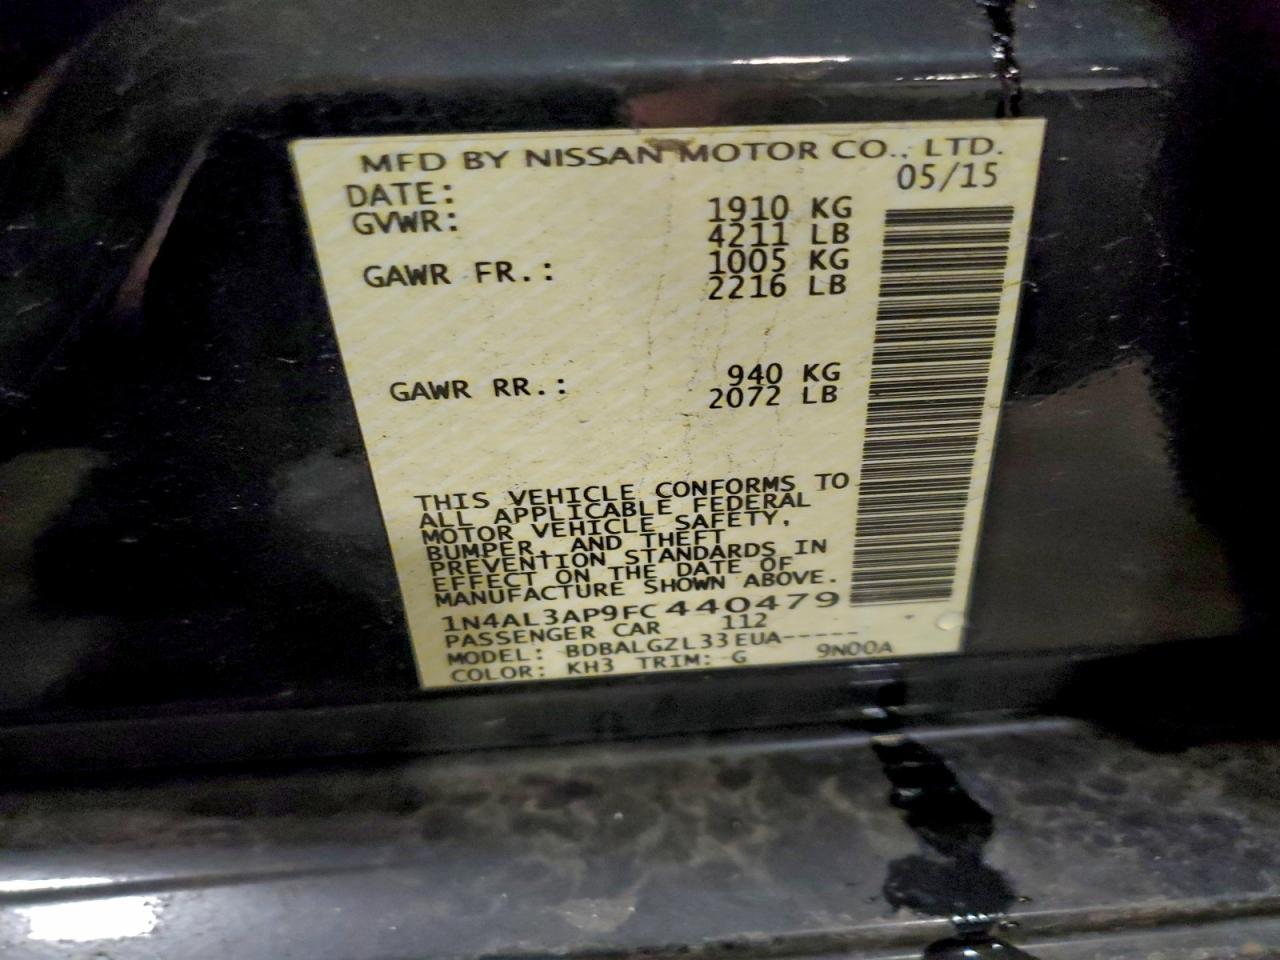 MFD BY NISSAN MOTOR CO., LTD.
DATE: 05/15
GVWR: 1910 KG
4211 LB
GAWR FR.: 1005 KG
2216 LB
GAWR RR.: 940 KG
2072 LB
THIS VEHICLE CONFORMS TO
ALL APPLICABLE FEDERAL
MOTOR VEHICLE SAFETY,
BUMPER, AND THEFT
PREVENTION STANDARDS IN
EFFECT ON THE DATE OF
MANUFACTURE SHOWN ABOVE.
1N4AL3AP9FC440479
PASSENGER CAR 112
MODEL: BDBALGZL33EUA-----
COLOR: KH3 TRIM: G 9N00A